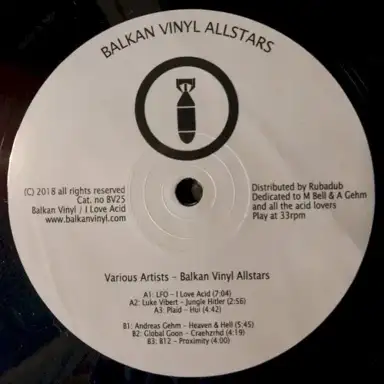 BALKAN VINYL ALLSTARS
(C) 2018 all rights reserved
Cat. no BV25
Balkan Vinyl / I Love Acid
www.balkanvinyl.com
Distributed by Rubadub
Dedicated to M Bell & A Gehm
and all the acid lovers
Play at 33rpm
Various Artists – Balkan Vinyl Allstars
A1: LFO – I Love Acid (7:04)
A2: Luke Vibert – Jungle Hitler (2:56)
A3: Plaid – Hui (4:42)
B1: Andreas Gehm – Heaven & Hell (5:45)
B2: Global Goon – Craehzrhd (4:19)
B3: B12 – Proximity (4.00)